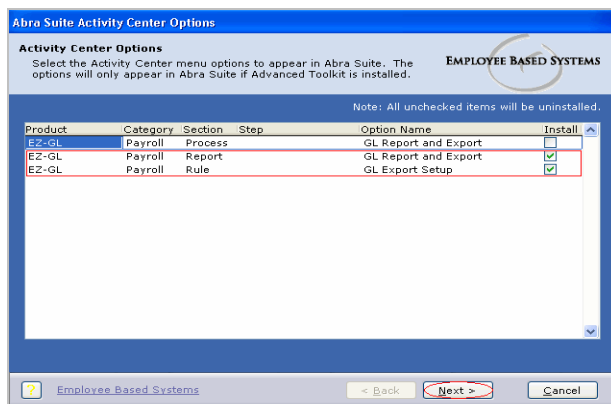 Abra Suite Activity Center Options
Activity Center Options
Select the Activity Center menu options to appear in Abra Suite. The
options will only appear in Abra Suite if Advanced Toolkit is installed.
EMPLOYEE BASED SYSTEMS
Note: All unchecked items will be uninstalled.
Product Category Section Step Option Name Install
EZ-GL Payroll Process GL Report and Export
EZ-GL Payroll Report GL Report and Export
EZ-GL Payroll Rule GL Export Setup
? Employee Based Systems < Back Next > Cancel